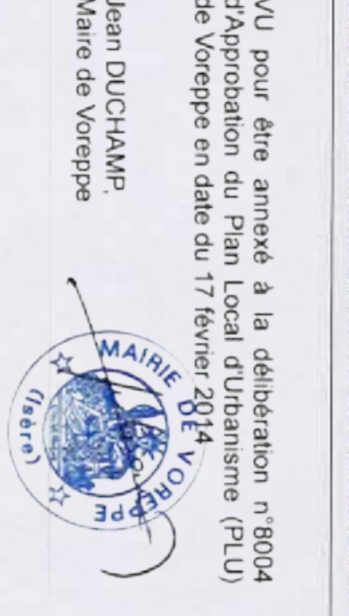 VU pour être annexé à la délibération n°8004
d'Approbation du Plan Local d'Urbanisme (PLU)
de Voreppe en date du 17 février 2014
Jean DUCHAMP,
Maire de Voreppe
MAIRIE DE VOREPPE
(Isère)